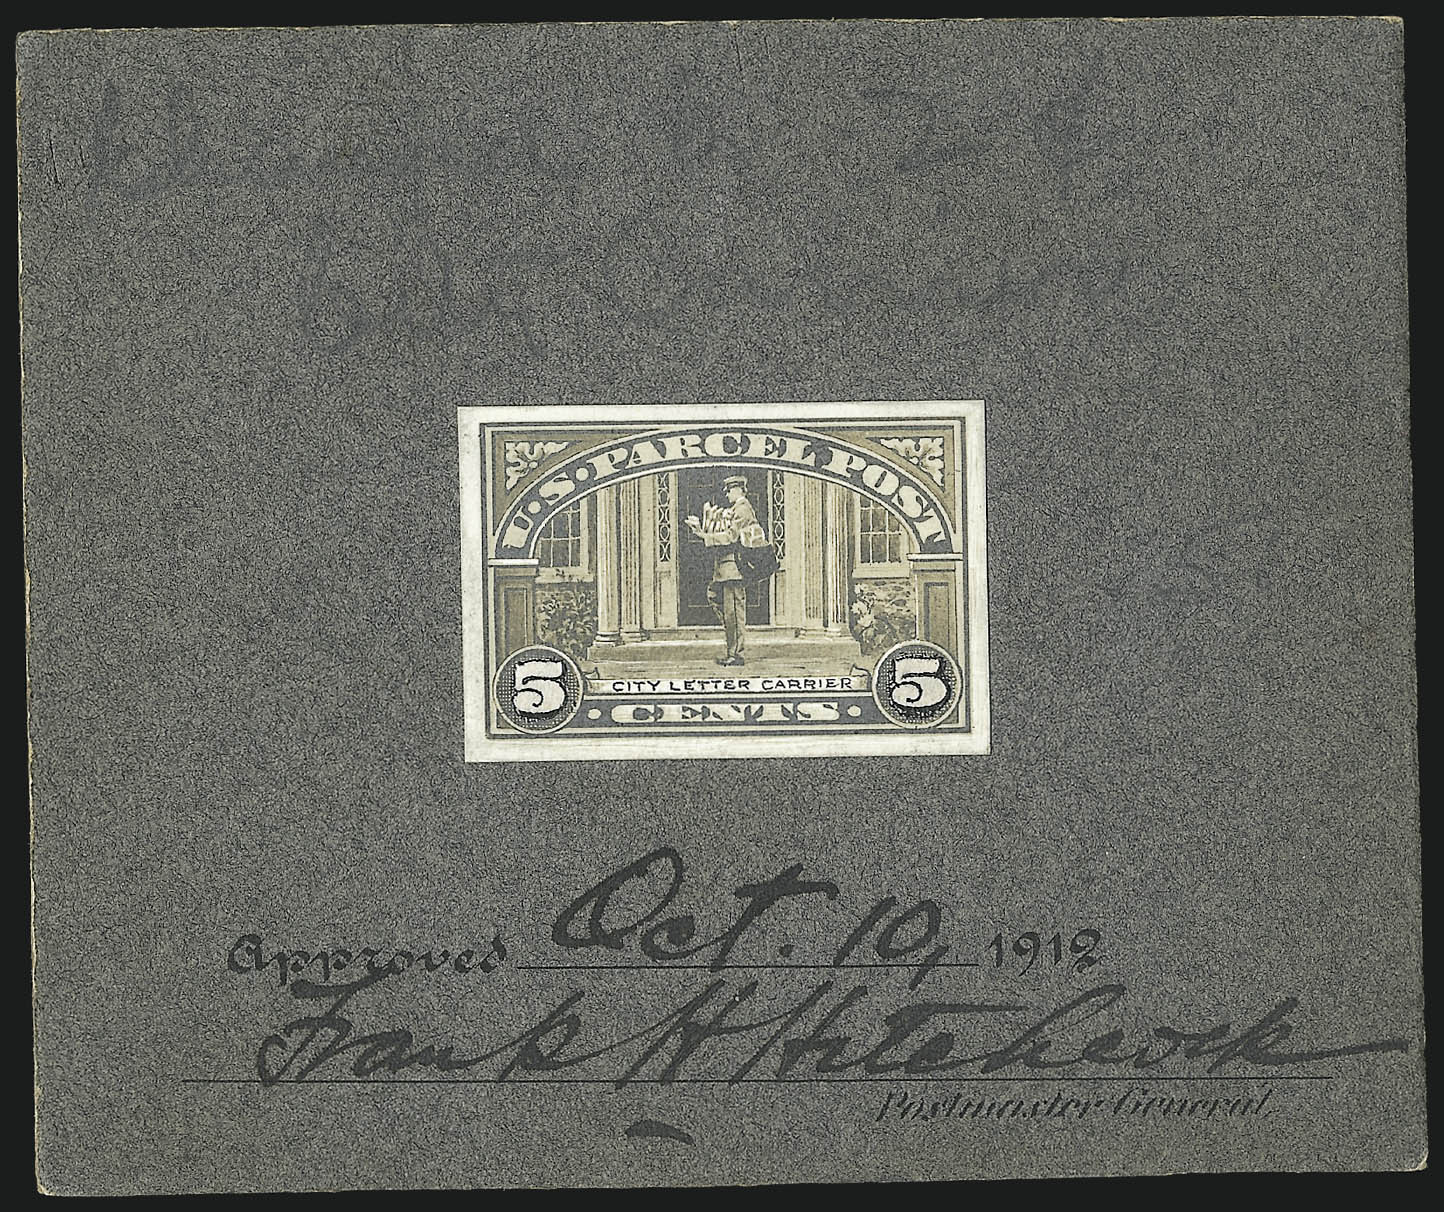 U.S. PARCEL POST
5 CITY LETTER CARRIER 5
· CENTS ·
Approved Oct. 10, 1912
Frank H Hitchcock
Postmaster General